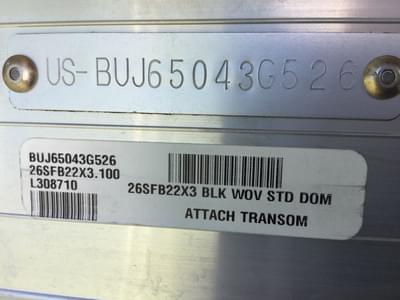 US-BUJ65043G526
BUJ65043G526
26SFB22X3.100
L308710
26SFB22X3 BLK WOV STD DOM
ATTACH TRANSOM